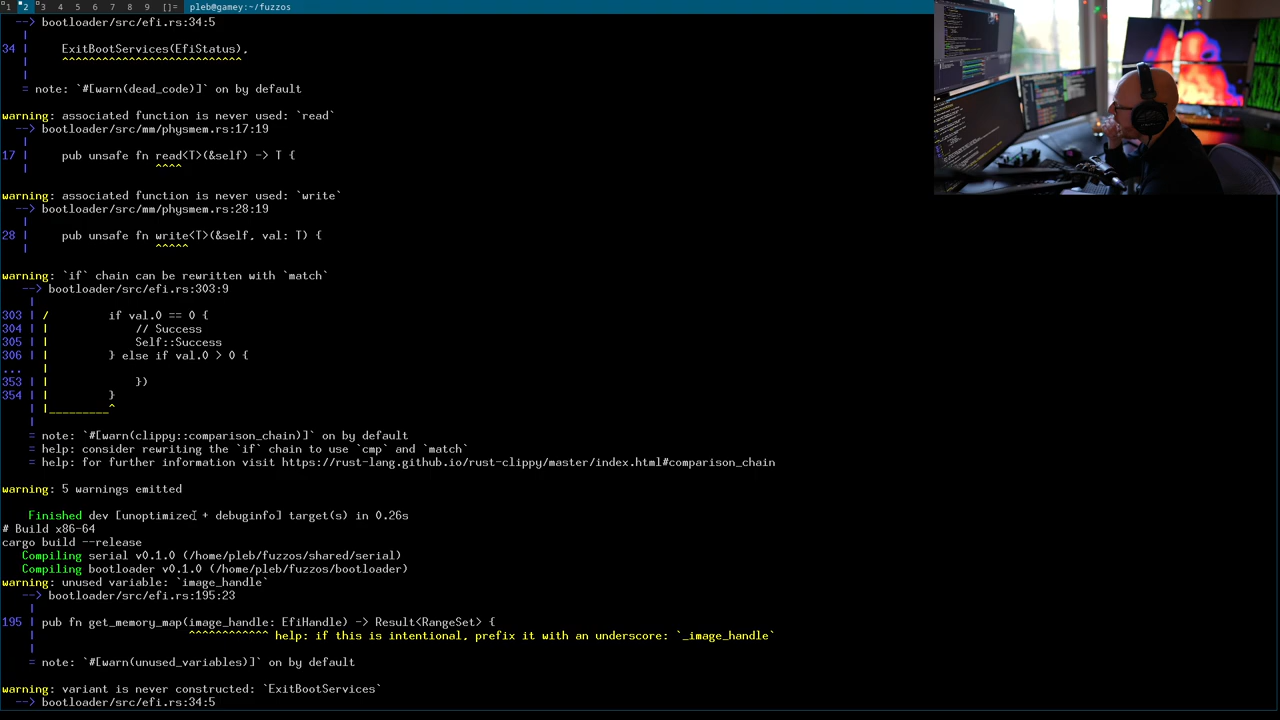 1 2 3 4 5 6 7 8 9 []= pleb@gamey:~/fuzzos
--> bootloader/src/efi.rs:34:5
|
34 | ExitBootServices(EfiStatus),
| ^^^^^^^^^^^^^^^^^^^^^^^^^^^
|
= note: `#[warn(dead_code)]` on by default
warning: associated function is never used: `read`
--> bootloader/src/mm/physmem.rs:17:19
|
17 | pub unsafe fn read<T>(&self) -> T {
| ^^^^
warning: associated function is never used: `write`
--> bootloader/src/mm/physmem.rs:28:19
|
28 | pub unsafe fn write<T>(&self, val: T) {
| ^^^^^
warning: `if` chain can be rewritten with `match`
--> bootloader/src/efi.rs:303:9
|
303 | / if val.0 == 0 {
304 | | // Success
305 | | Self::Success
306 | | } else if val.0 > 0 {
... |
353 | | })
354 | | }
| |_________^
|
= note: `#[warn(clippy::comparison_chain)]` on by default
= help: consider rewriting the `if` chain to use `cmp` and `match`
= help: for further information visit https://rust-lang.github.io/rust-clippy/master/index.html#comparison_chain
warning: 5 warnings emitted
Finished dev [unoptimized + debuginfo] target(s) in 0.26s
# Build x86-64
cargo build --release
Compiling serial v0.1.0 (/home/pleb/fuzzos/shared/serial)
Compiling bootloader v0.1.0 (/home/pleb/fuzzos/bootloader)
warning: unused variable: `image_handle`
--> bootloader/src/efi.rs:195:23
|
195 | pub fn get_memory_map(image_handle: EfiHandle) -> Result<RangeSet> {
| ^^^^^^^^^^^^ help: if this is intentional, prefix it with an underscore: `_image_handle`
|
= note: `#[warn(unused_variables)]` on by default
warning: variant is never constructed: `ExitBootServices`
--> bootloader/src/efi.rs:34:5